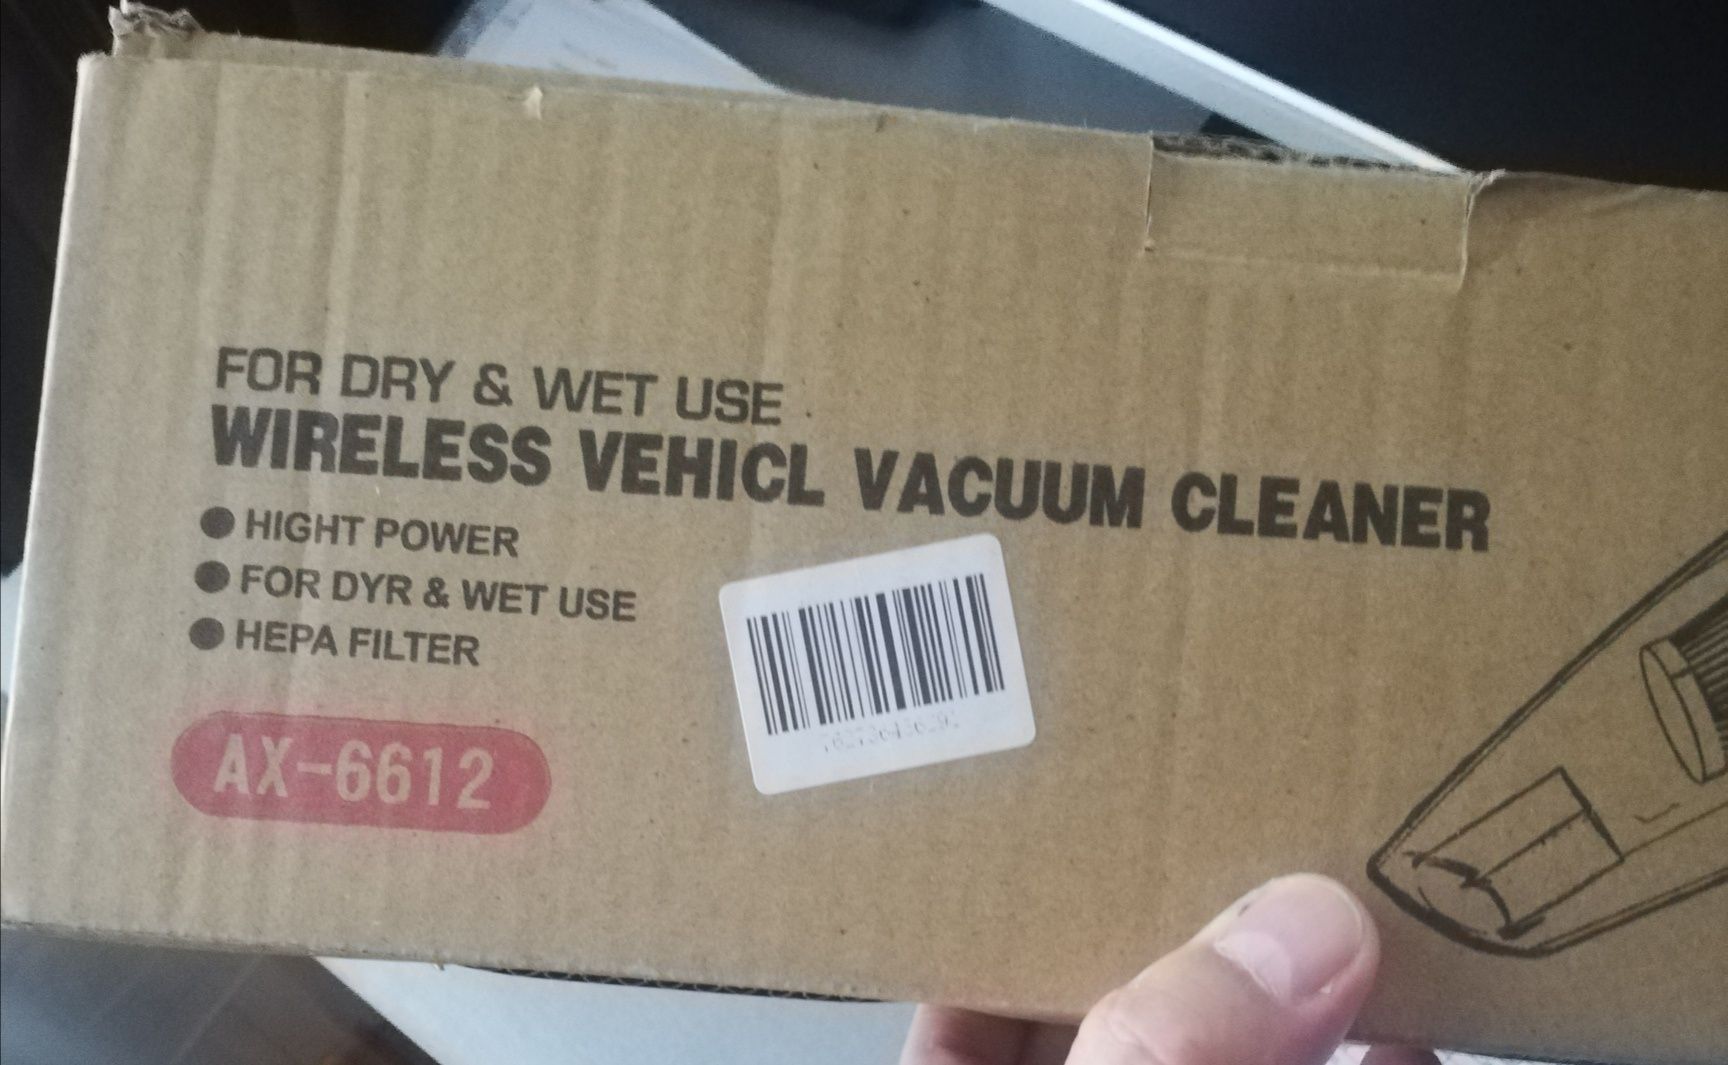 FOR DRY & WET USE
WIRELESS VEHICL VACUUM CLEANER
● HIGHT POWER
● FOR DYR & WET USE
● HEPA FILTER
AX-6612